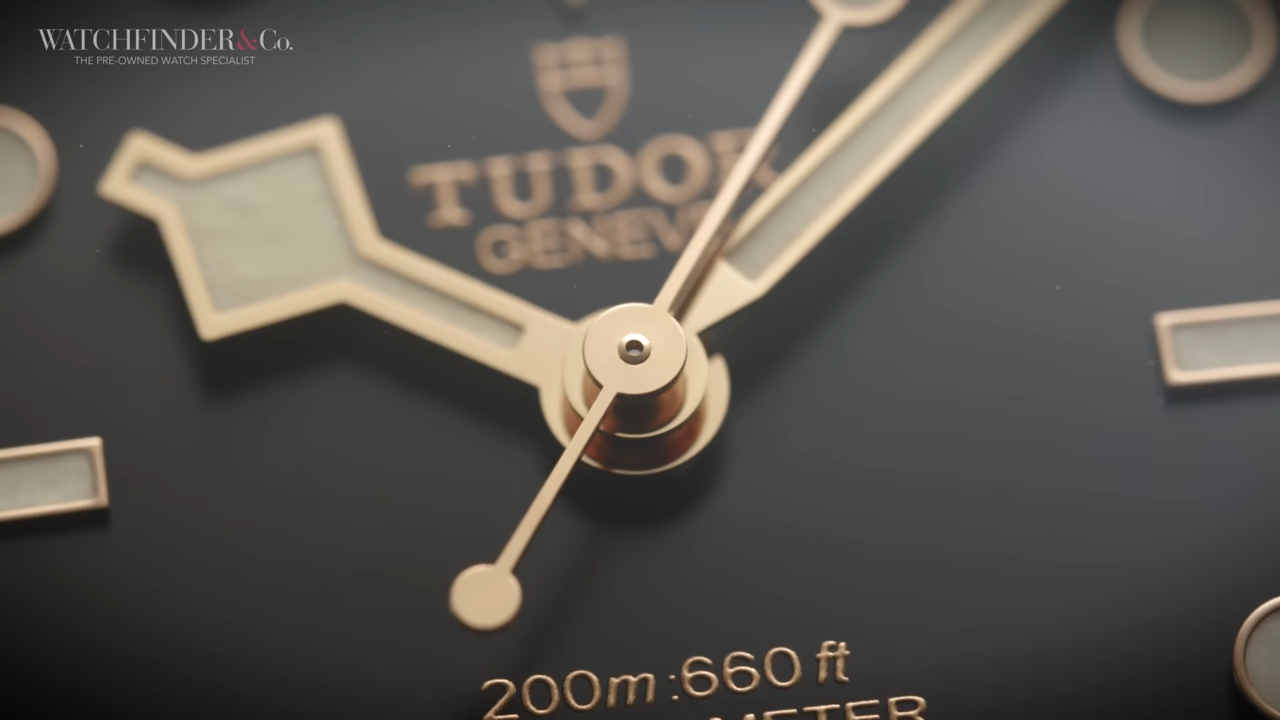 WATCHFINDER&Co.
THE PRE-OWNED WATCH SPECIALIST
TUDOR
GENEVE
200m:660 ft